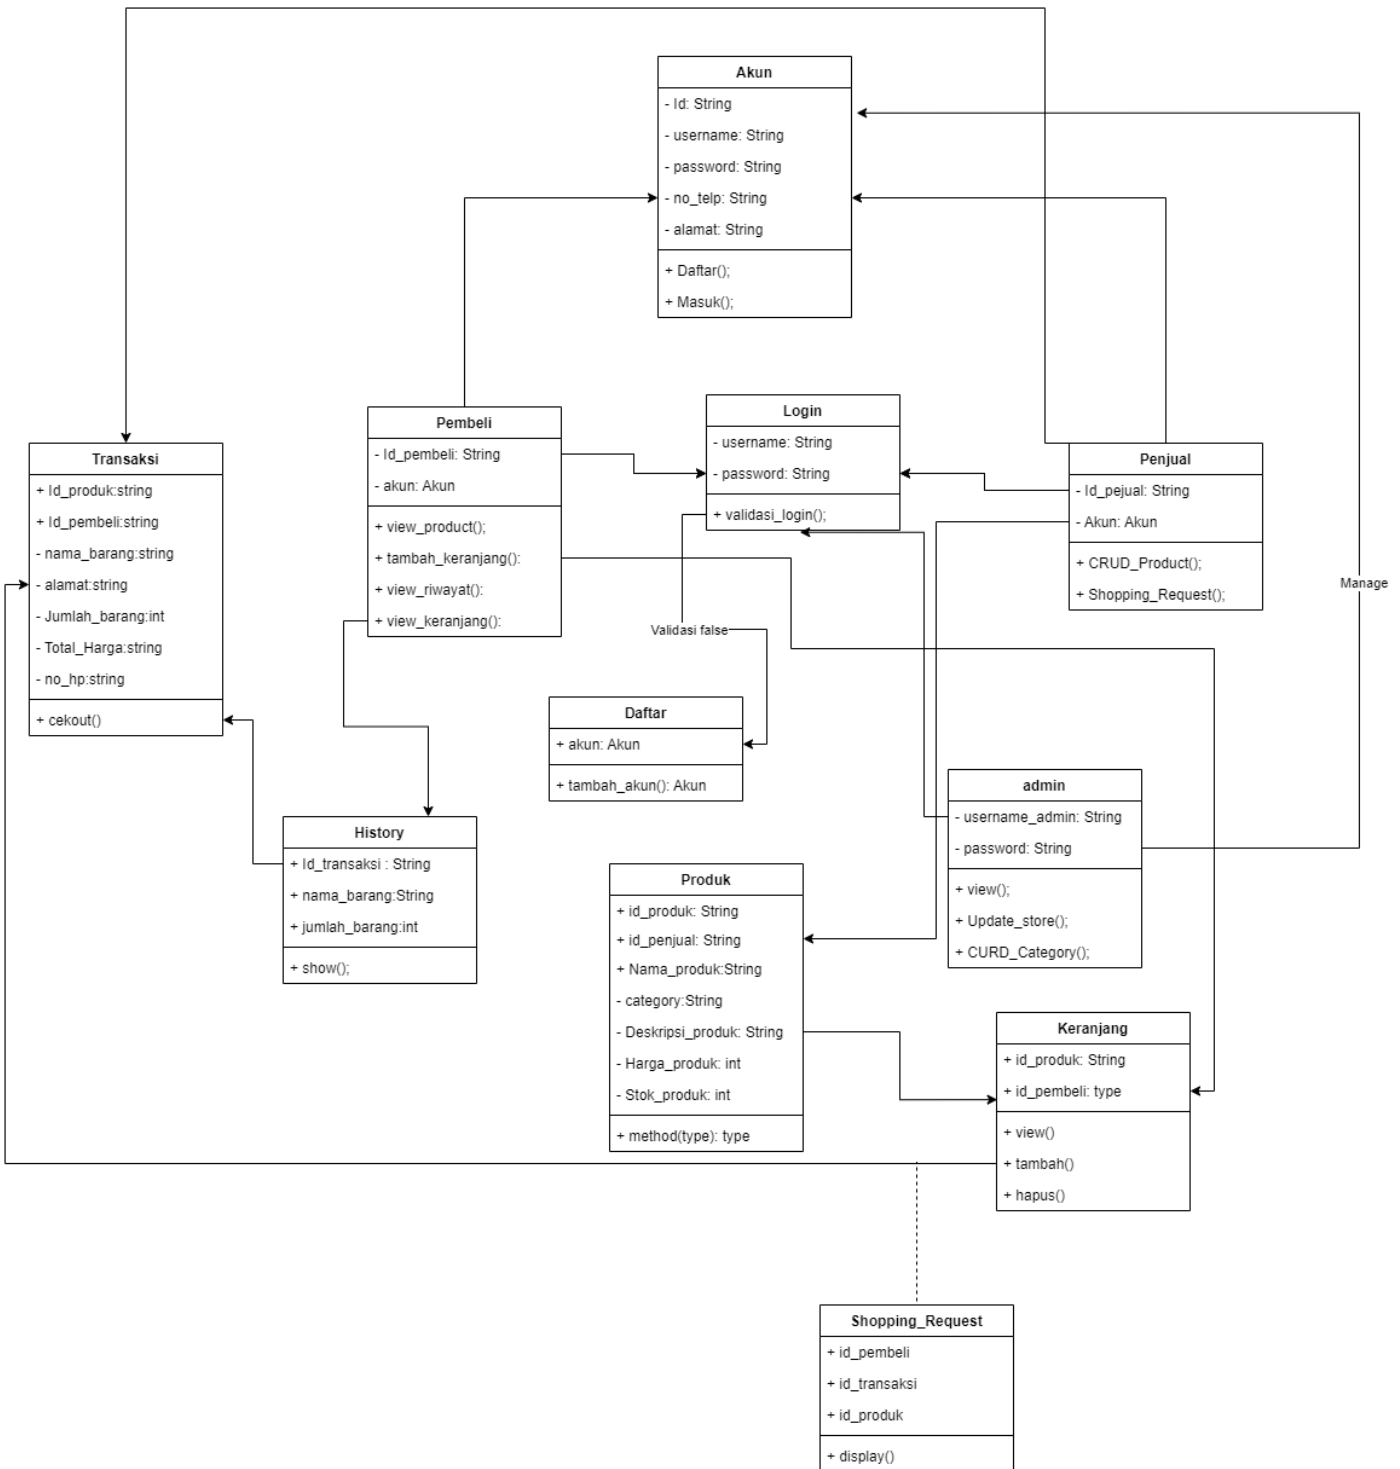 Akun
- Id: String
- username: String
- password: String
- no_telp: String
- alamat: String
+ Daftar();
+ Masuk();
Pembeli
- Id_pembeli: String
- akun: Akun
+ view_product();
+ tambah_keranjang():
+ view_riwayat():
+ view_keranjang():
Login
- username: String
- password: String
+ validasi_login();
Penjual
- Id_pejual: String
- Akun: Akun
+ CRUD_Product();
+ Shopping_Request();
Manage
Transaksi
+ Id_produk:string
+ Id_pembeli:string
- nama_barang:string
- alamat:string
- Jumlah_barang:int
- Total_Harga:string
- no_hp:string
+ cekout()
Validasi false
Daftar
+ akun: Akun
+ tambah_akun(): Akun
admin
- username_admin: String
- password: String
+ view();
+ Update_store();
+ CURD_Category();
History
+ Id_transaksi : String
+ nama_barang:String
+ jumlah_barang:int
+ show();
Produk
+ id_produk: String
+ id_penjual: String
+ Nama_produk:String
- category:String
- Deskripsi_produk: String
- Harga_produk: int
- Stok_produk: int
+ method(type): type
Keranjang
+ id_produk: String
+ id_pembeli: type
+ view()
+ tambah()
+ hapus()
Shopping_Request
+ id_pembeli
+ id_transaksi
+ id_produk
+ display()